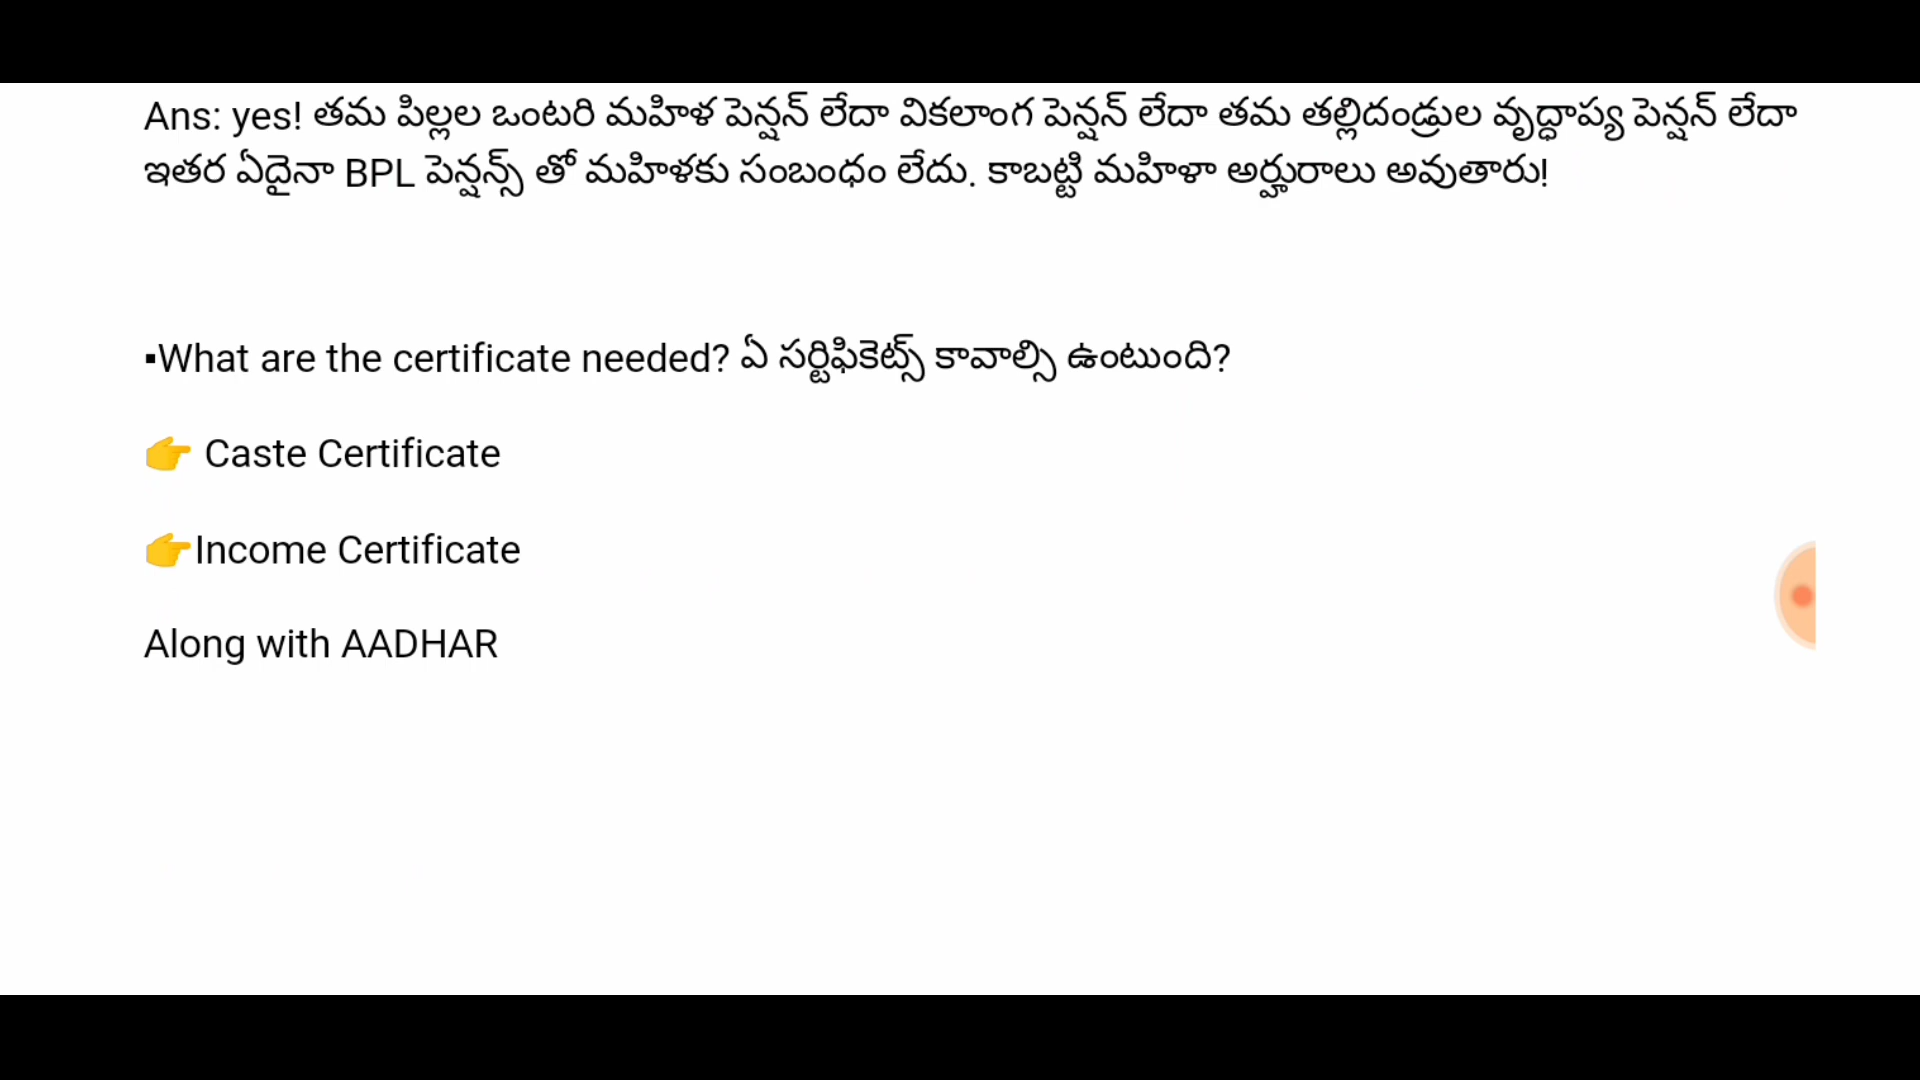 Ans: yes! తమ పిల్లల ఒంటరి మహిళ పెన్షన్ లేదా వికలాంగ పెన్షన్ లేదా తమ తల్లిదండ్రుల వృద్ధాప్య పెన్షన్ లేదా
ఇతర ఏదైనా BPL పెన్షన్స్ తో మహిళకు సంబంధం లేదు. కాబట్టి మహిళా అర్హురాలు అవుతారు!
▪What are the certificate needed? ఏ సర్టిఫికెట్స్ కావాల్సి ఉంటుంది?
👉 Caste Certificate
👉Income Certificate
Along with AADHAR